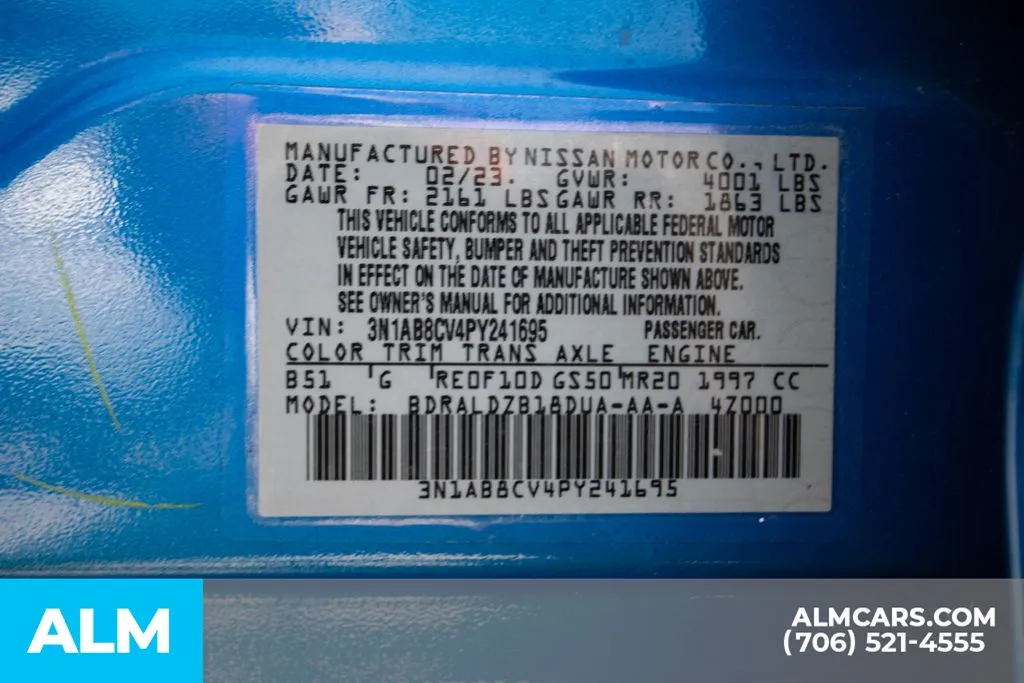 MANUFACTURED BY NISSAN MOTOR CO., LTD.
DATE: 02/23. GVWR: 4001 LBS
GAWR FR: 2161 LBS GAWR RR: 1863 LBS
THIS VEHICLE CONFORMS TO ALL APPLICABLE FEDERAL MOTOR
VEHICLE SAFETY, BUMPER AND THEFT PREVENTION STANDARDS
IN EFFECT ON THE DATE OF MANUFACTURE SHOWN ABOVE.
SEE OWNER'S MANUAL FOR ADDITIONAL INFORMATION.
VIN: 3N1AB8CV4PY241695 PASSENGER CAR.
COLOR TRIM TRANS AXLE ENGINE
B51 G RE0F10D GS50 MR20 1997 CC
MODEL: BDRALDZB18DUA-AA-A 4Z000
3N1AB8CV4PY241695
ALM
ALMCARS.COM
(706) 521-4555